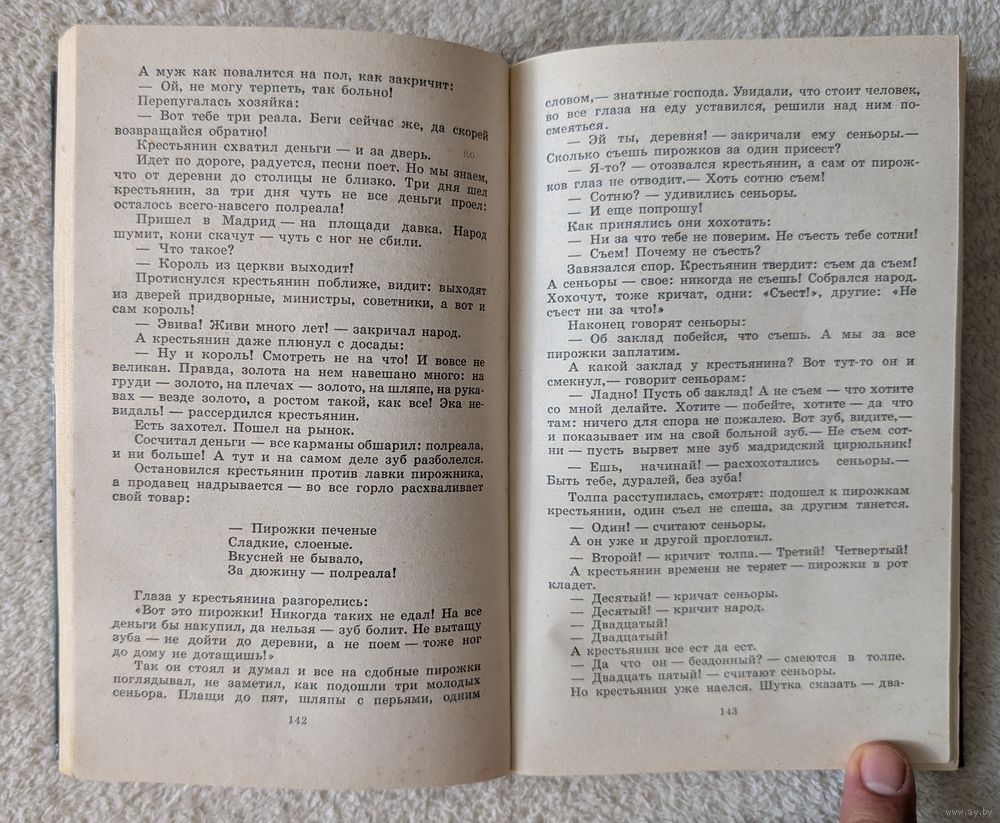 А муж как повалится на пол, как закричит:
— Ой, не могу терпеть, так больно!
Перепугалась хозяйка:
— Вот тебе три реала. Беги сейчас же, да скорей
возвращайся обратно!
Крестьянин схватил деньги — и за дверь.
Идет по дороге, радуется, песни поет. Но мы знаем,
что от деревни до столицы не близко. Три дня шел
крестьянин, за три дня чуть не все деньги проел:
осталось всего-навсего полреала!
Пришел в Мадрид — на площади давка. Народ
шумит, кони скачут — чуть с ног не сбили.
— Что такое?
— Король из церкви выходит!
Протиснулся крестьянин поближе, видит: выходят
из дверей придворные, министры, советники, а вот и
сам король!
— Эвива! Живи много лет! — закричал народ.
А крестьянин даже плюнул с досады:
— Ну и король! Смотреть не на что! И вовсе не
великан. Правда, золота на нем навешано много: на
груди — золото, на плечах — золото, на шляпе, на рука-
вах — везде золото, а ростом такой, как все! Эка не-
видаль! — рассердился крестьянин.
Есть захотел. Пошел на рынок.
Сосчитал деньги — все карманы обшарил: полреала,
и ни больше! А тут и на самом деле зуб разболелся.
Остановился крестьянин против лавки пирожника,
а продавец надрывается — во все горло расхваливает
свой товар:
— Пирожки печеные
Сладкие, слоеные.
Вкусней не бывало,
За дюжину — полреала!
Глаза у крестьянина разгорелись:
«Вот это пирожки! Никогда таких не едал! На все
деньги бы накупил, да нельзя — зуб болит. Не вытащу
зуба — не дойти до деревни, а не поем — тоже ног
до дому не дотащишь!»
Так он стоял и думал и все на сдобные пирожки
поглядывал, не заметил, как подошли три молодых
сеньора. Плащи до пят, шляпы с перьями, одним
142
словом,— знатные господа. Увидали, что стоит человек,
во все глаза на еду уставился, решили над ним по-
смеяться.
— Эй ты, деревня! — закричали ему сеньоры.—
Сколько съешь пирожков за один присест?
— Я-то? — отозвался крестьянин, а сам от пирож-
ков глаз не отводит.— Хоть сотню съем!
— Сотню? — удивились сеньоры.
— И еще попрошу!
Как принялись они хохотать:
— Ни за что тебе не поверим. Не съесть тебе сотни!
— Съем! Почему не съесть?
Завязался спор. Крестьянин твердит: съем да съем!
А сеньоры — свое: никогда не съешь! Собрался народ.
Хохочут, тоже кричат, одни: «Съест!», другие: «Не
съест ни за что!»
Наконец говорят сеньоры:
— Об заклад побейся, что съешь. А мы за все
пирожки заплатим.
А какой заклад у крестьянина? Вот тут-то он и
смекнул,— говорит сеньорам:
— Ладно! Пусть об заклад! А не съем — что хотите
со мной делайте. Хотите — побейте, хотите — да что
там: ничего для спора не пожалею. Вот зуб, видите,—
и показывает им на свой больной зуб.— Не съем сот-
ни — пусть вырвет мне зуб мадридский цирюльник!
— Ешь, начинай! — расхохотались сеньоры.—
Быть тебе, дуралей, без зуба!
Толпа расступилась, смотрят: подошел к пирожкам
крестьянин, один съел не спеша, за другим тянется.
— Один! — считают сеньоры.
А он уже и другой проглотил.
— Второй! — кричит толпа.— Третий! Четвертый!
А крестьянин времени не теряет — пирожки в рот
кладет.
— Десятый! — кричат сеньоры.
— Десятый! — кричит народ.
— Двадцатый!
— Двадцатый!
А крестьянин все ест да ест.
— Да что он — бездонный? — смеются в толпе.
— Двадцать пятый! — считают сеньоры.
Но крестьянин уже наелся. Шутка сказать — два-
143
www.ay.by